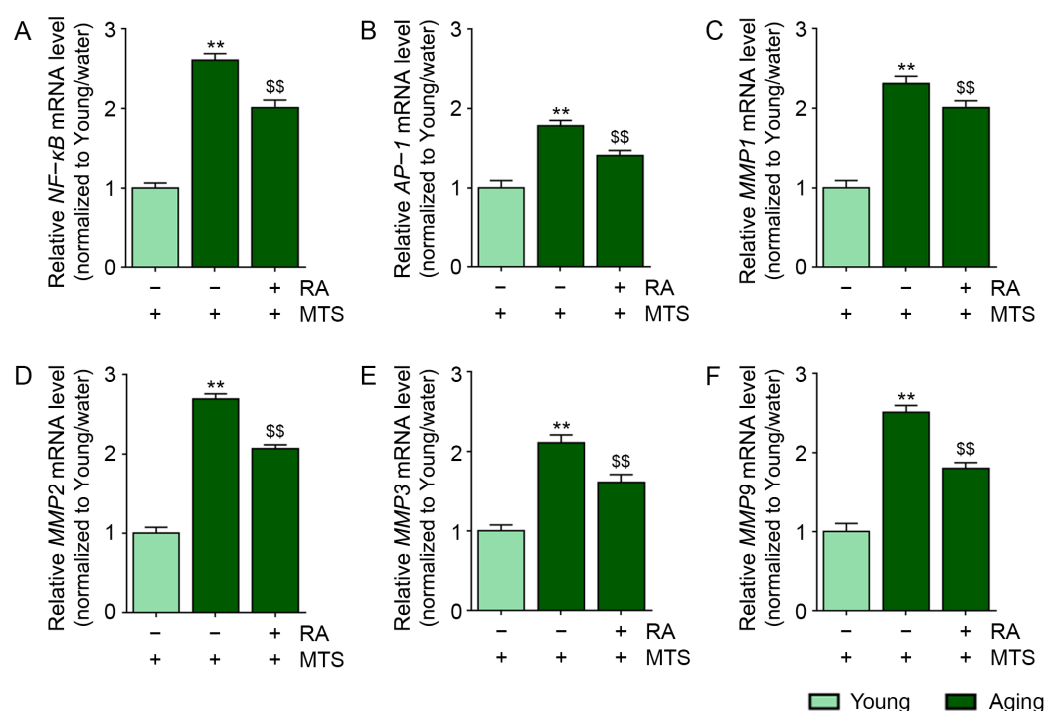 A
Relative NF−κB mRNA level
(normalized to Young/water)
3
2
1
0
**
$$
− − + RA
+ + + MTS
B
Relative AP−1 mRNA level
(normalized to Young/water)
3
2
1
0
**
$$
− − + RA
+ + + MTS
C
Relative MMP1 mRNA level
(normalized to Young/water)
3
2
1
0
**
$$
− − + RA
+ + + MTS
D
Relative MMP2 mRNA level
(normalized to Young/water)
3
2
1
0
**
$$
− − + RA
+ + + MTS
E
Relative MMP3 mRNA level
(normalized to Young/water)
3
2
1
0
**
$$
− − + RA
+ + + MTS
F
Relative MMP9 mRNA level
(normalized to Young/water)
3
2
1
0
**
$$
− − + RA
+ + + MTS
Young Aging